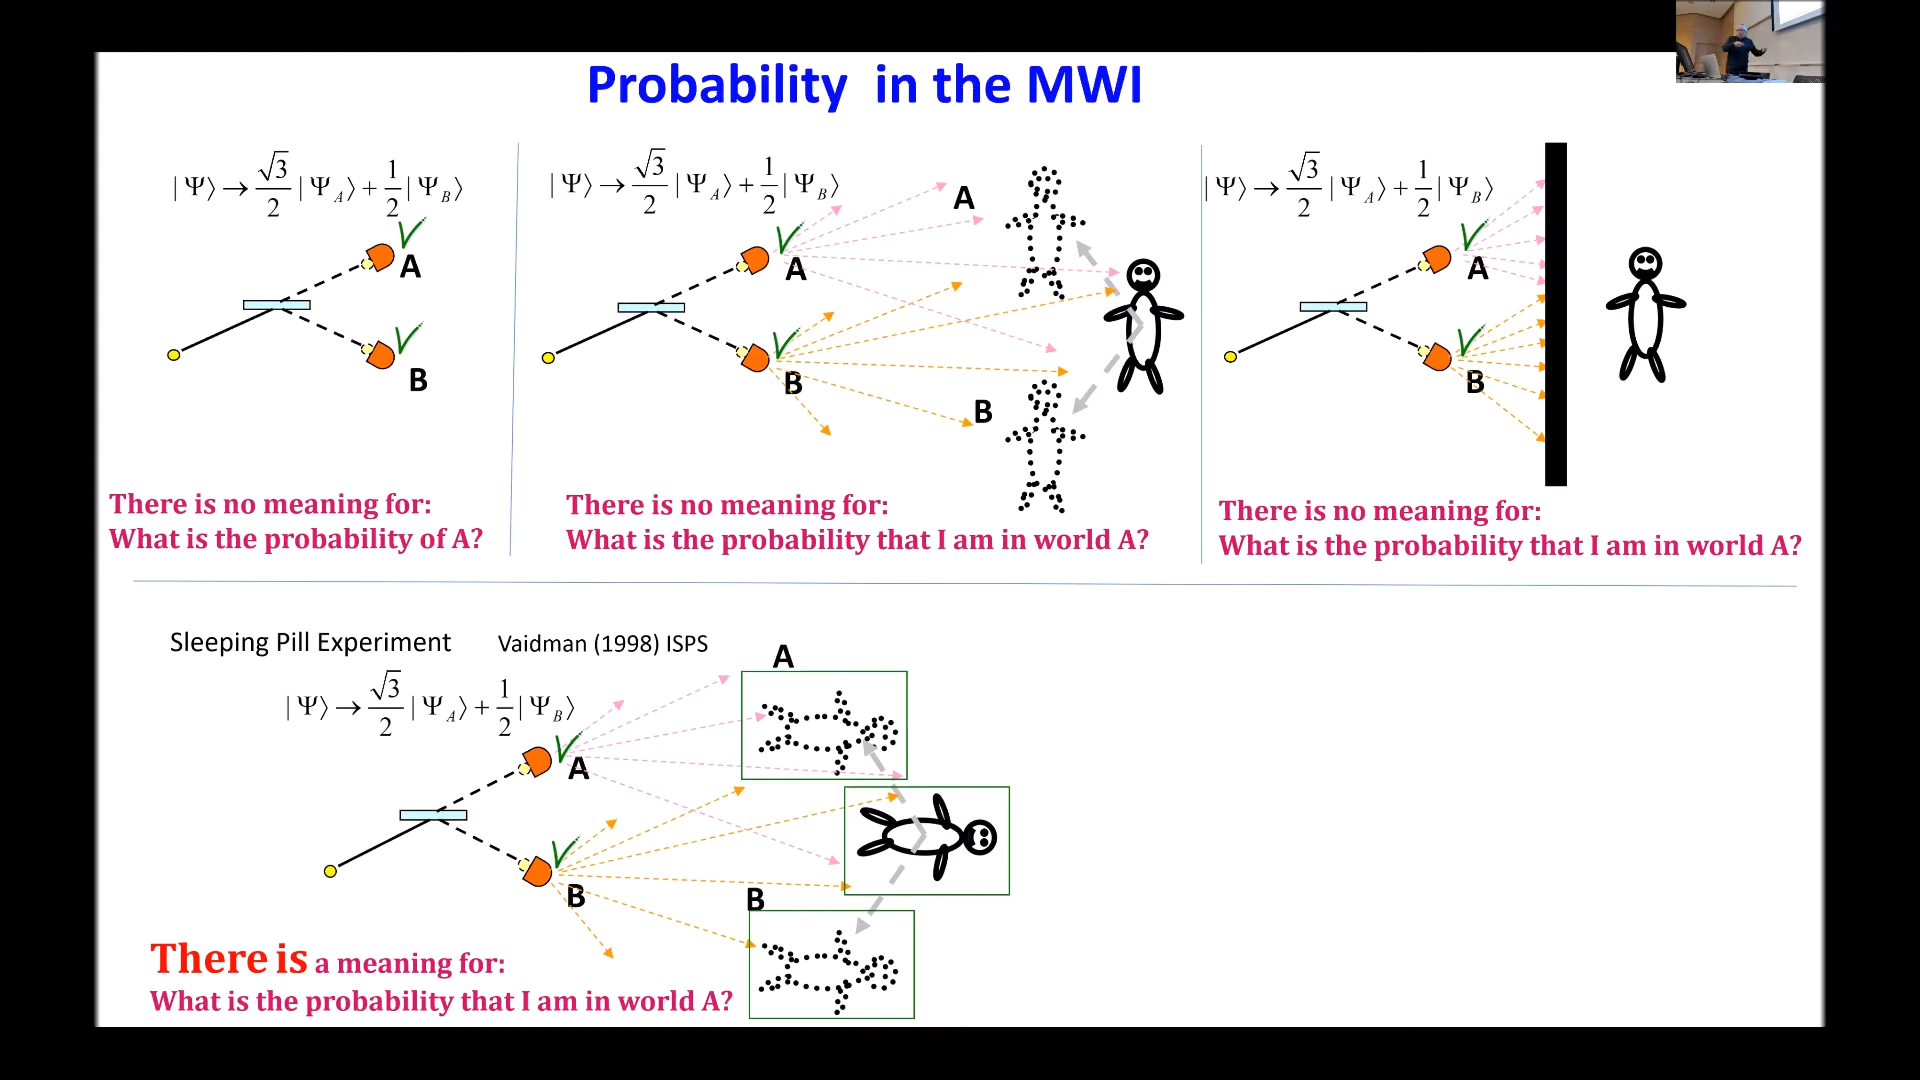 Probability in the MWI
|Ψ⟩ → √3/2 |Ψ_A⟩ + 1/2 |Ψ_B⟩
A
B
There is no meaning for:
What is the probability of A?
|Ψ⟩ → √3/2 |Ψ_A⟩ + 1/2 |Ψ_B⟩
A
A
B
B
There is no meaning for:
What is the probability that I am in world A?
|Ψ⟩ → √3/2 |Ψ_A⟩ + 1/2 |Ψ_B⟩
A
B
There is no meaning for:
What is the probability that I am in world A?
Sleeping Pill Experiment Vaidman (1998) ISPS
|Ψ⟩ → √3/2 |Ψ_A⟩ + 1/2 |Ψ_B⟩
A
A
B
B
There is a meaning for:
What is the probability that I am in world A?